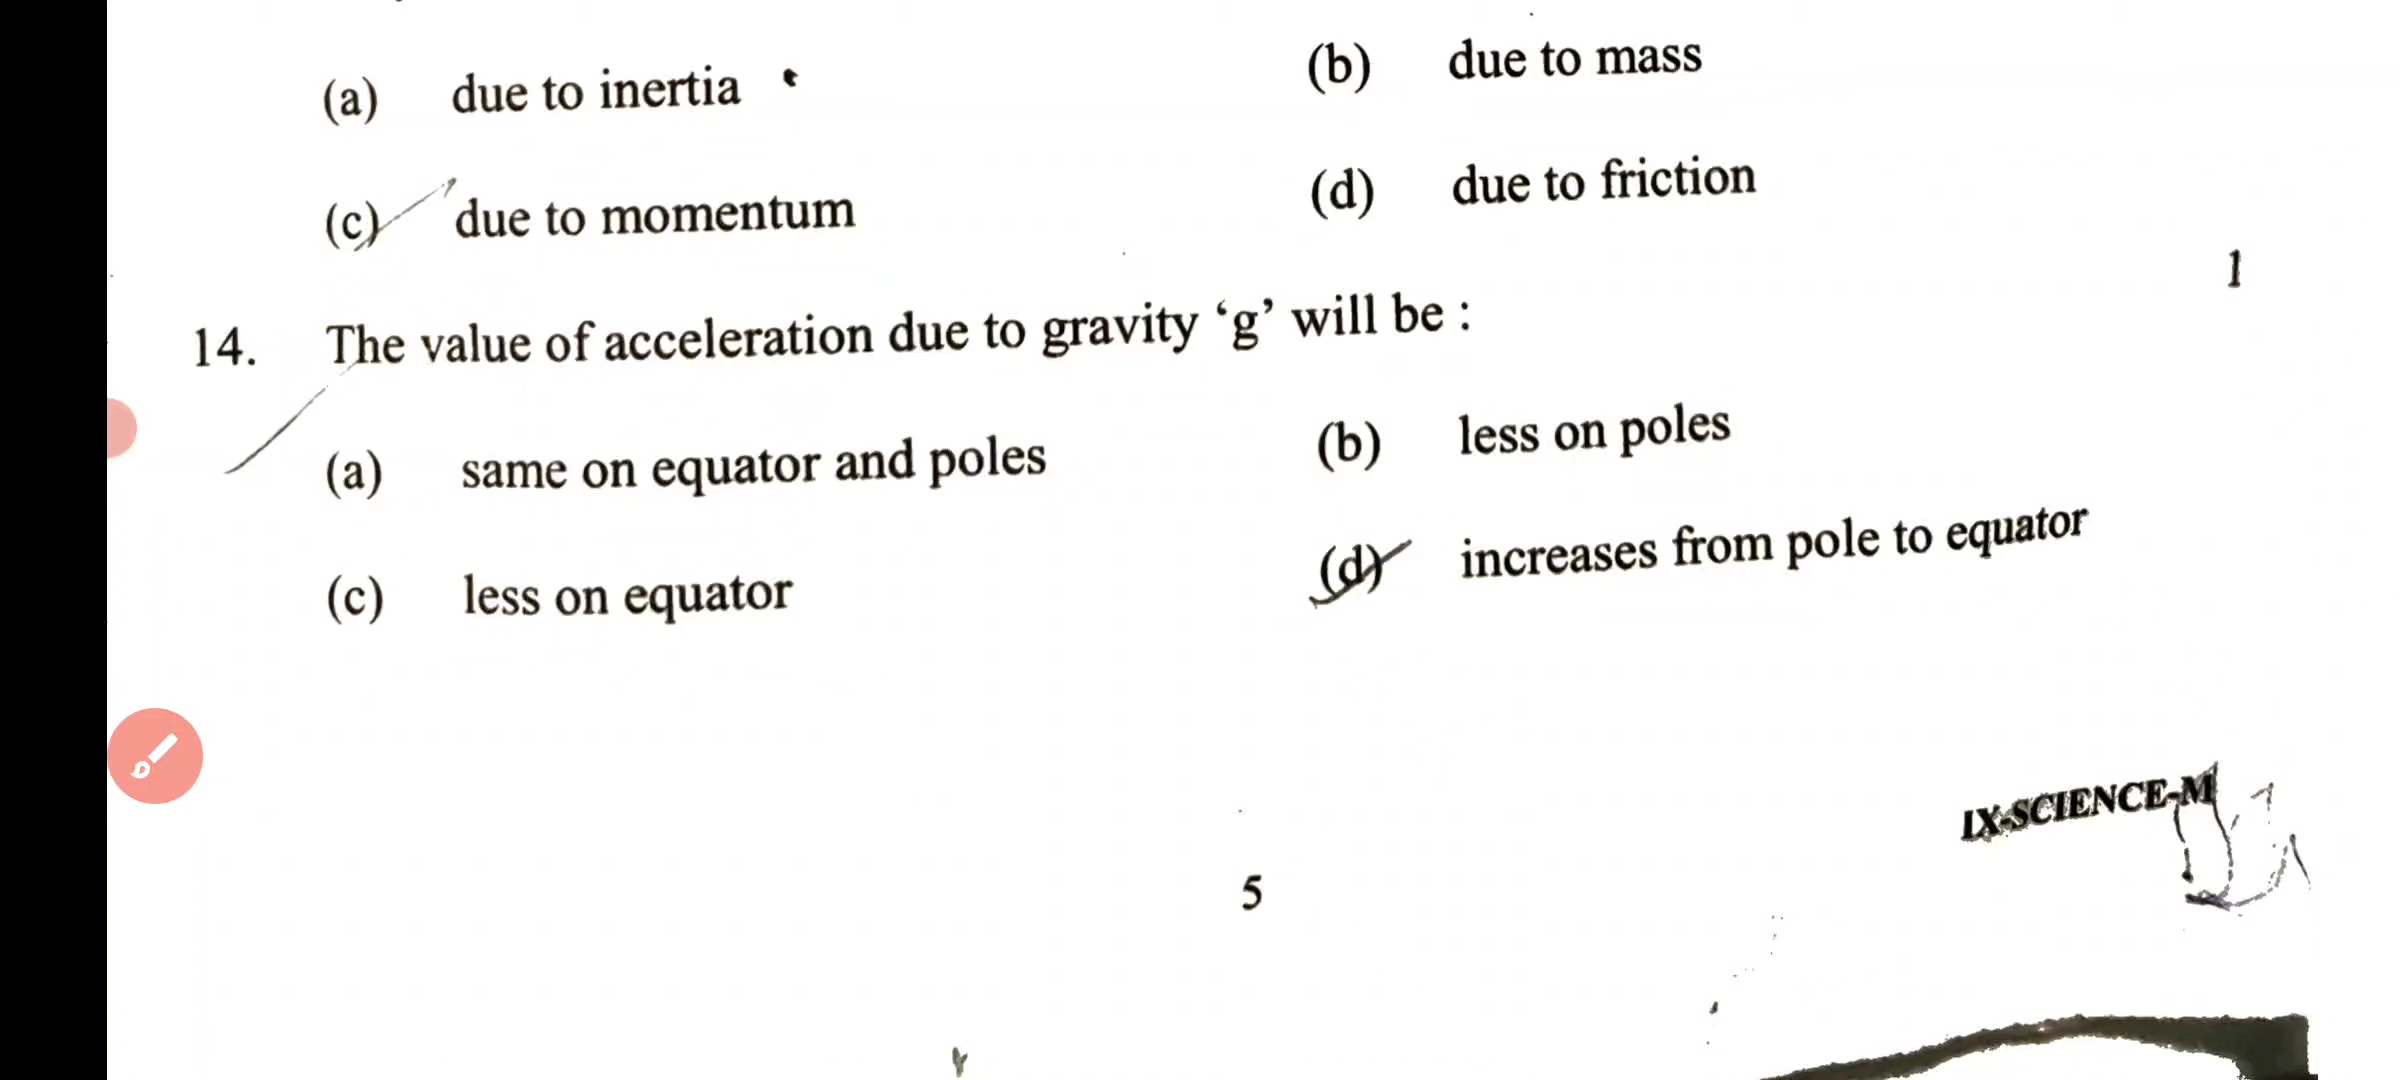 (a) due to inertia (b) due to mass
(c) due to momentum (d) due to friction
1
14. The value of acceleration due to gravity ‘g’ will be :
(a) same on equator and poles (b) less on poles
(c) less on equator (d) increases from pole to equator
IX-SCIENCE-M
5